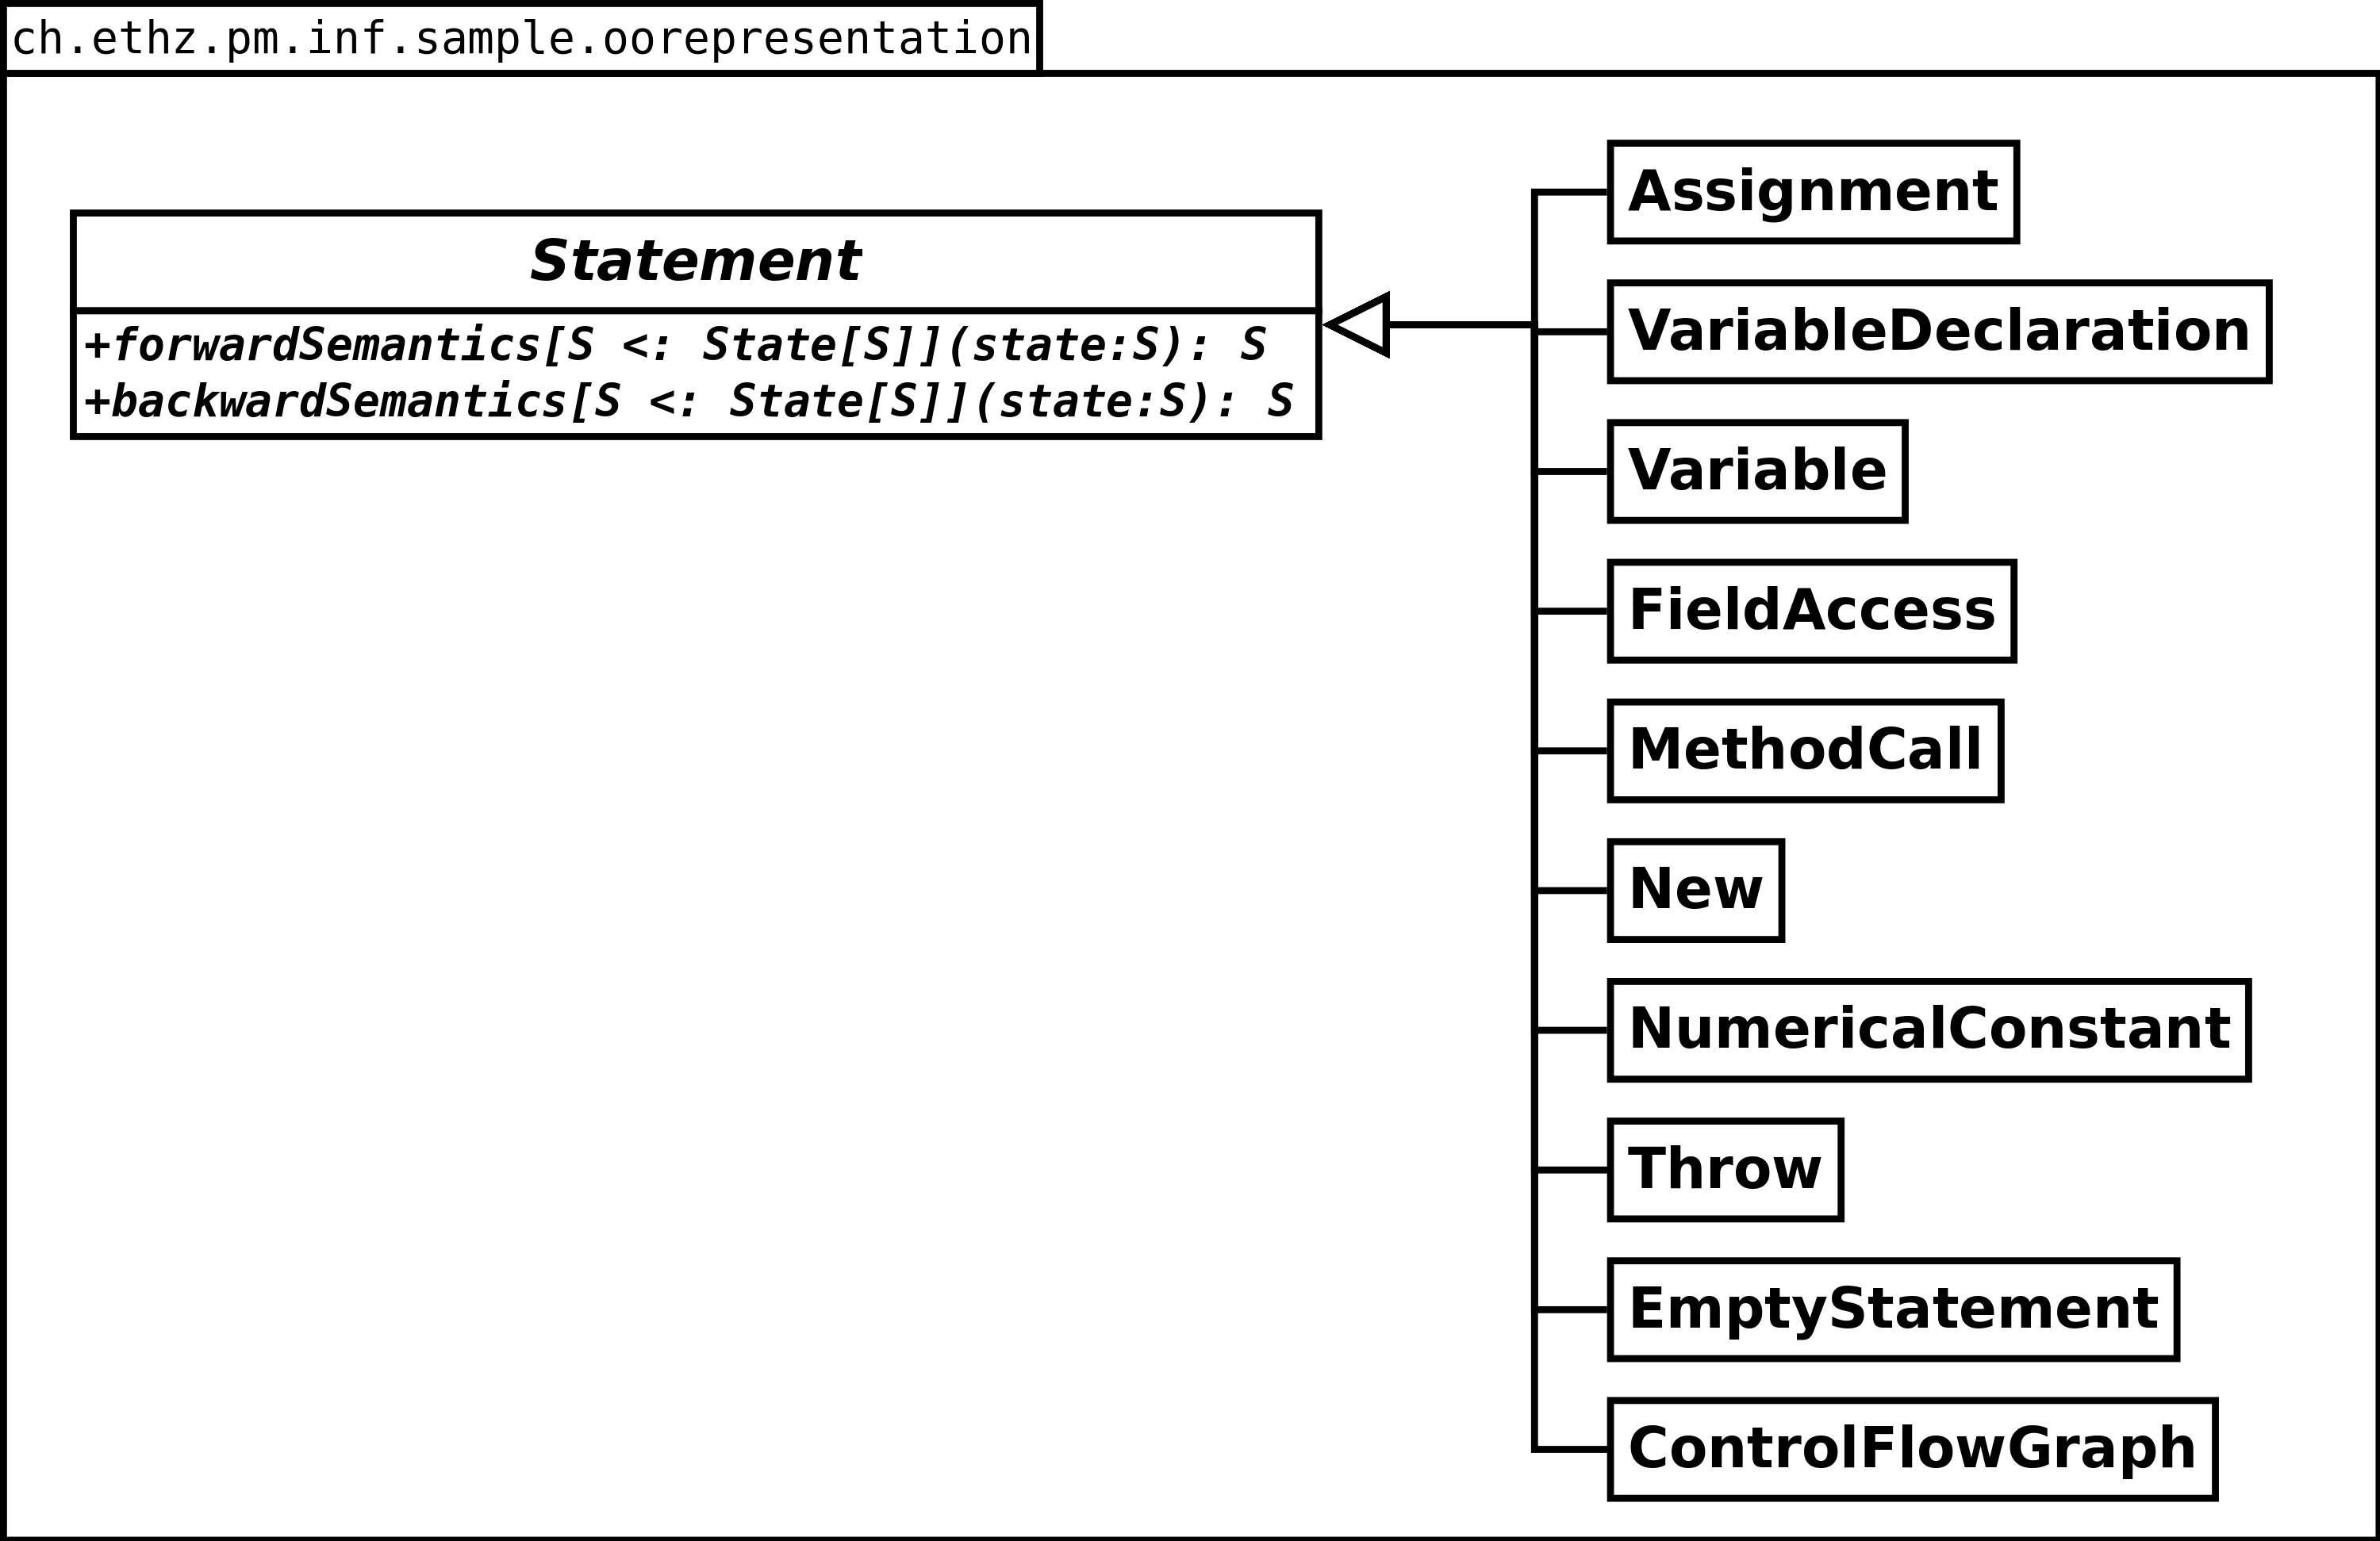 ch.ethz.pm.inf.sample.oorepresentation
Statement
+forwardSemantics[S <: State[S]](state:S): S
+backwardSemantics[S <: State[S]](state:S): S
Assignment
VariableDeclaration
Variable
FieldAccess
MethodCall
New
NumericalConstant
Throw
EmptyStatement
ControlFlowGraph